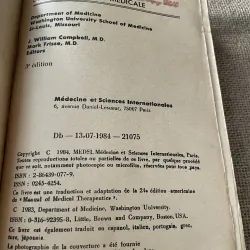 MEDICALE
Department of Medicine
Washington University School of Medicine
St-Louis, Missouri
J. William Campbell, M.D.
Mark Frisse, M.D.
Editors
3e édition
Médecine et Sciences Internationales
6, avenue Daniel-Lesueur, 75007 Paris
Db — 13-07-1984 — 21075
Copyright © 1984, MEDSI, Médecine et Sciences Internationales, Paris.
Toutes reproductions totales ou partielles de ce livre, par quelque procédé
que ce soit, notamment photocopie ou microfilm, réservées pour tous pays.
ISBN : 2-86439-077-9.
ISSN : 0245-6254.
Ce livre est une traduction et adaptation de la 24e édition américaine
de « Manual of Medical Therapeutics ».
© 1983, Department of Medicine, Washington University.
ISBN : 0-316-92395-8, Little, Brown and Company, Boston, USA.
Ce livre est également traduit en espagnol, italien, portugais, grec,
turc, japonais.
La photographie de la couverture a été fournie